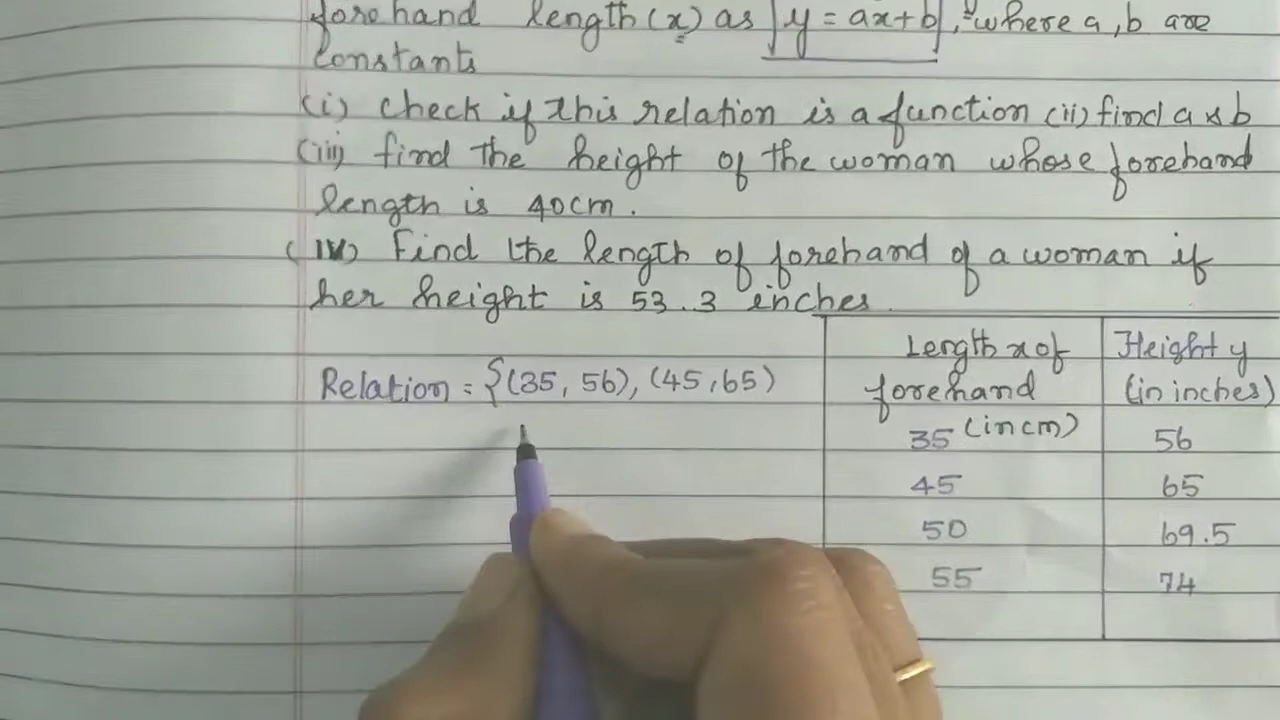 forehand length (x) as y = ax+b, where a, b are
constants
(i) check if this relation is a function (ii) find a & b
(iii) find the height of the woman whose forehand
length is 40cm.
(iv) Find the length of forehand of a woman if
her height is 53.3 inches.
Relation = {(35, 56), (45, 65)
Length x of forehand (in cm) Height y (in inches)
35 56
45 65
50 69.5
55 74